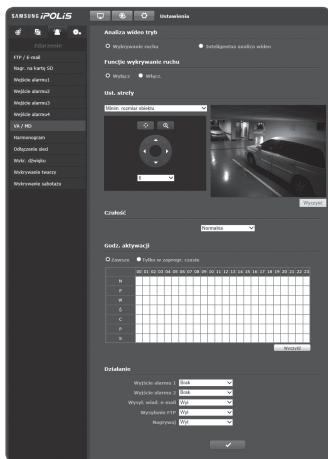 SAMSUNG iPOLiS
Ustawienia
Zdarzenie
FTP / E-mail
Nagr. na kartę SD
Wejście alarmu1
Wejście alarmu2
Wejście alarmu3
Wejście alarmu4
VA / MD
Harmonogram
Odłączenie sieci
Wykr. dźwięku
Wykrywanie twarzy
Wykrywanie sabotażu
Analiza wideo tryb
Wykrywanie ruchu
Inteligentna analiza wideo
Funkcje wykrywanie ruchu
Wyłącz
Włącz.
Ust. strefy
Minim. rozmiar obiektu
Wyczyść
Czułość
Normalna
Godz. aktywacji
Zawsze
Tylko w zaprogr. czasie
00 01 02 03 04 05 06 07 08 09 10 11 12 13 14 15 16 17 18 19 20 21 22 23
N
P
W
Ś
C
P
S
Wyczyść
Działanie
Wyjście alarmu 1 Brak
Wyjście alarmu 2 Brak
Wysył. wiad. e-mail Wył
Wysyłanie FTP Wył
Nagrywaj Wył.